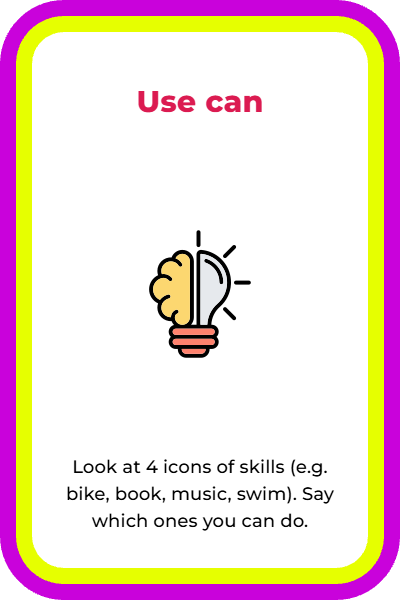 Use can
Look at 4 icons of skills (e.g.
bike, book, music, swim). Say
which ones you can do.